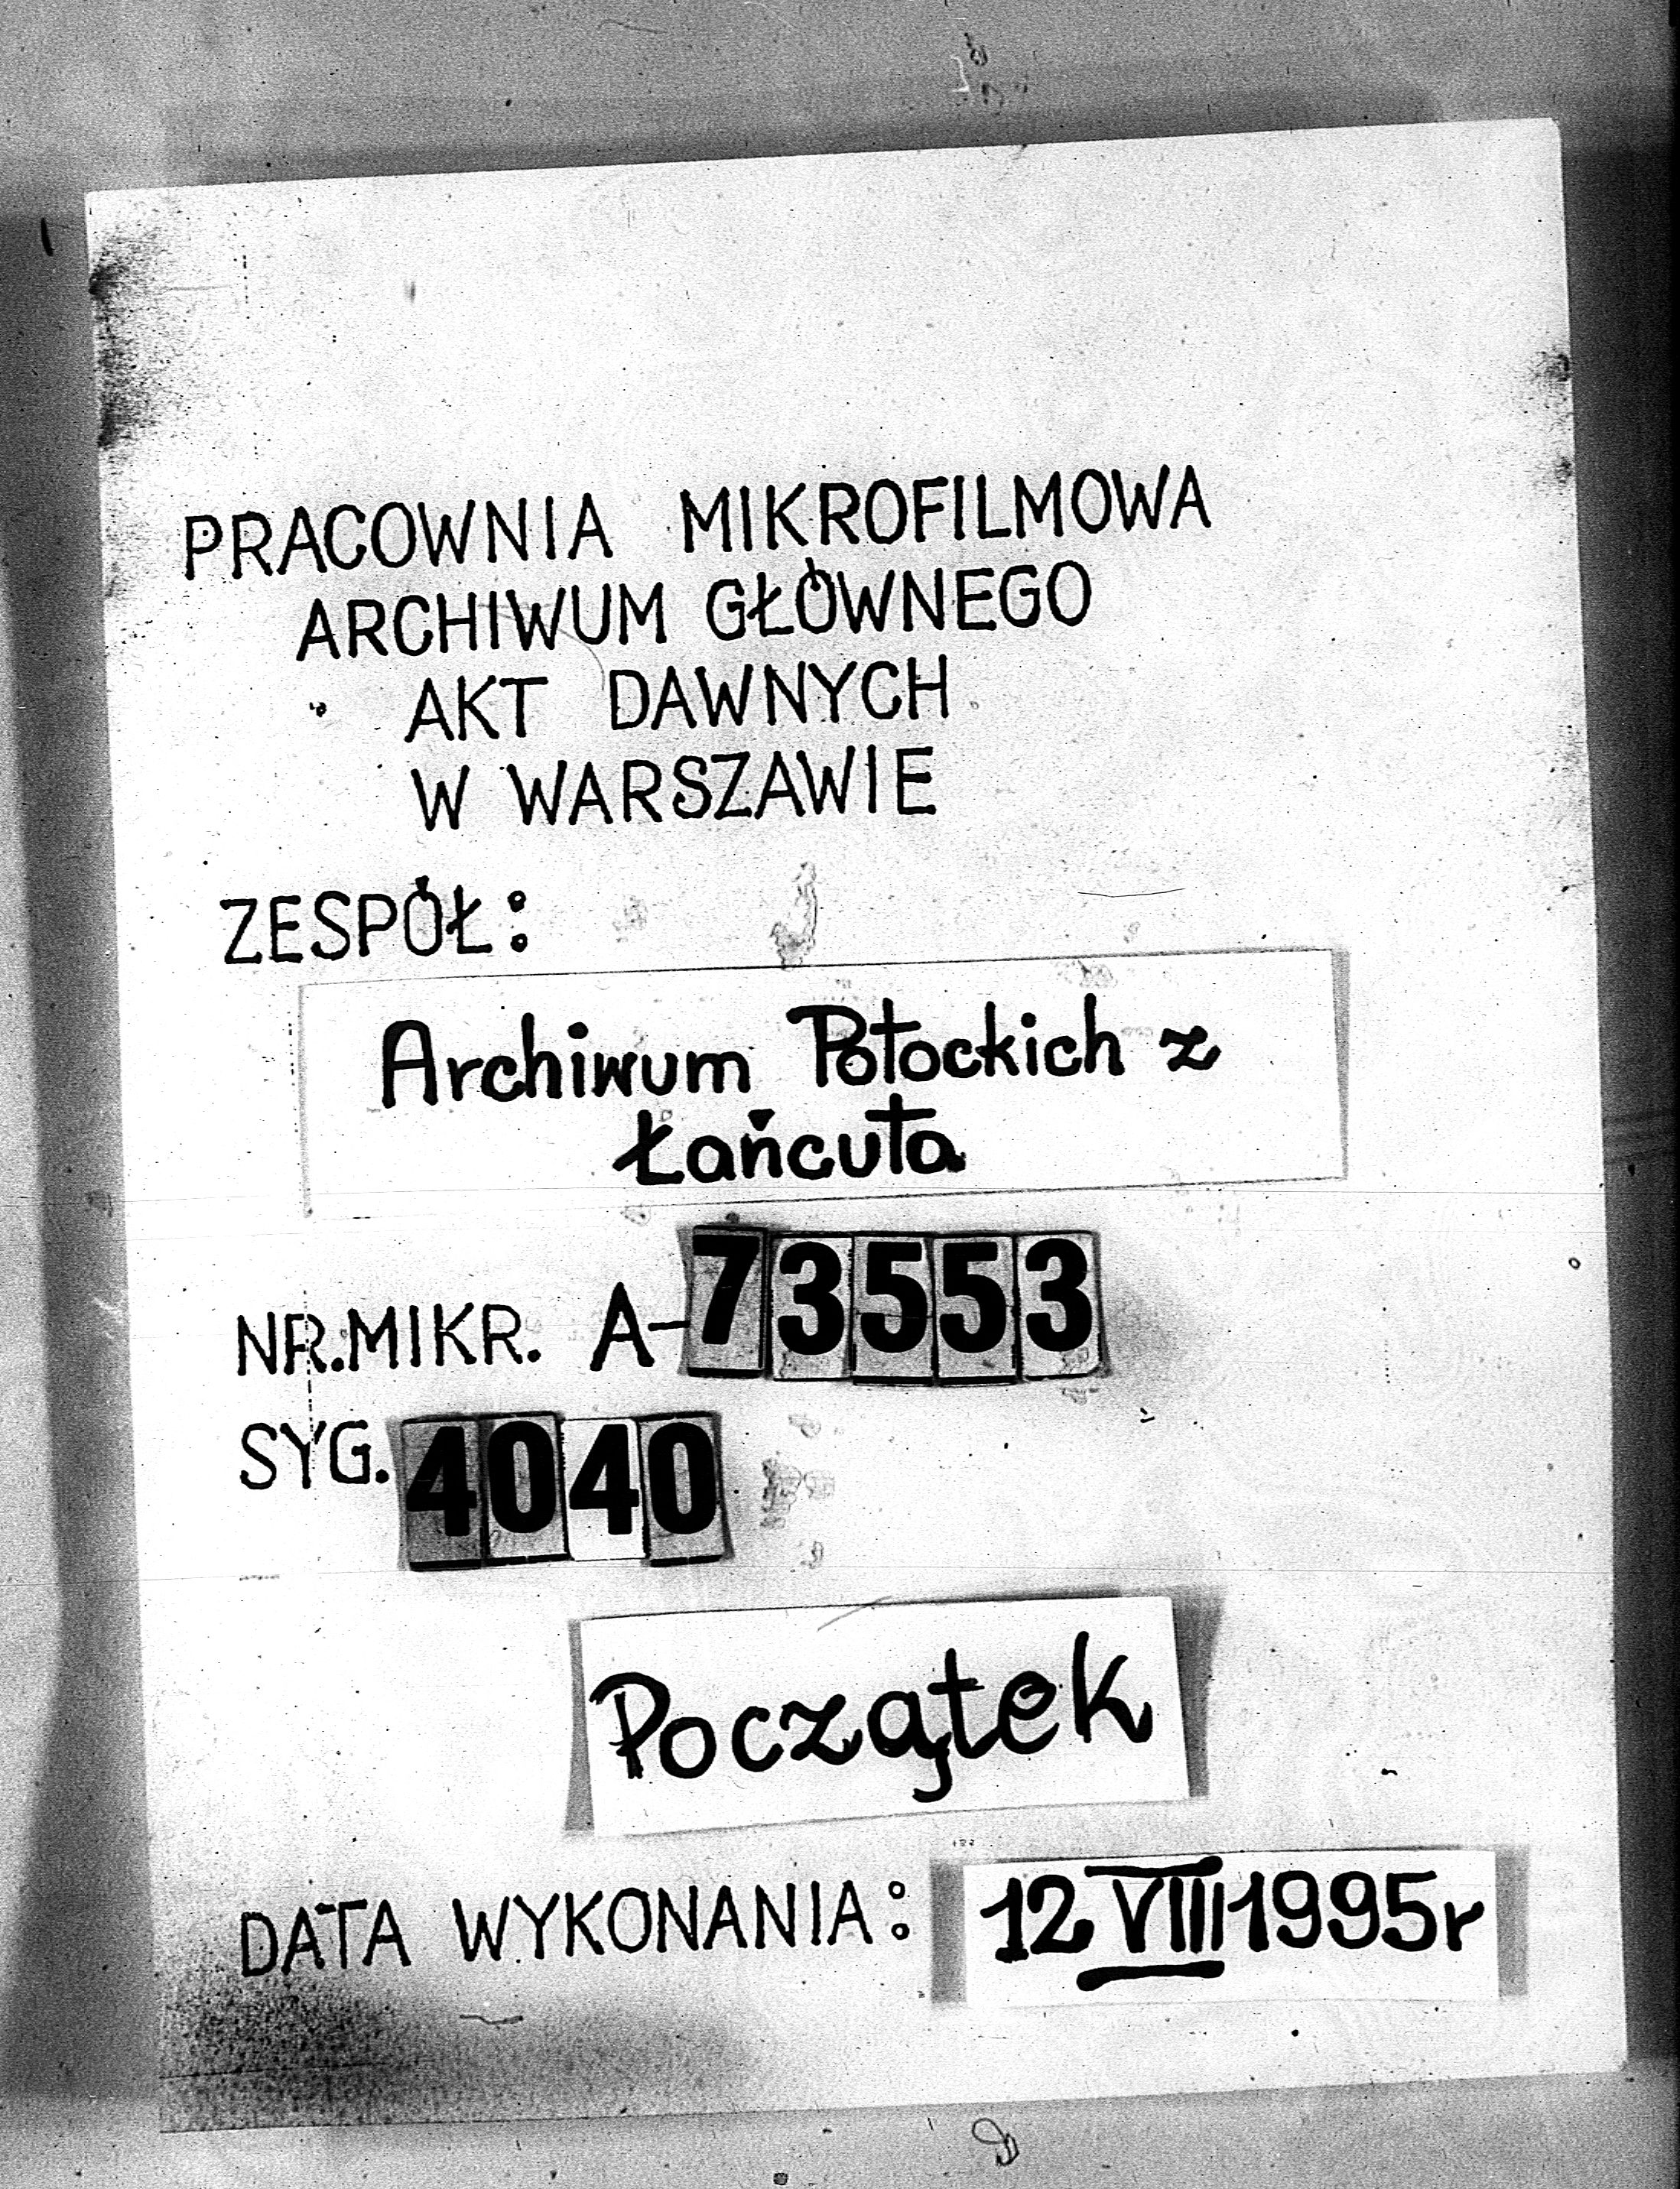 PRACOWNIA MIKROFILMOWA
ARCHIWUM GŁÓWNEGO
AKT DAWNYCH
W WARSZAWIE
ZESPÓŁ:
Archiwum Potockich z
Łańcuta
NR.MIKR. A-73553
SYG. 4040
Początek
DATA WYKONANIA: 12 VIII 1995r